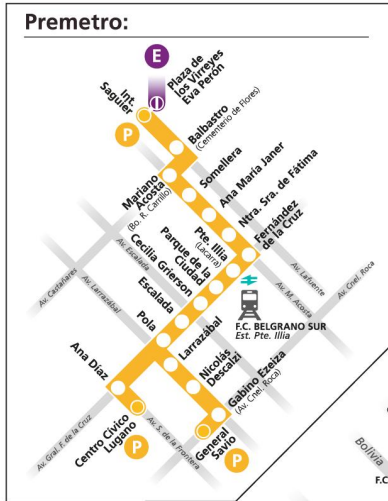 Premetro:
E
Plaza de
los Virreyes
Eva Perón
Int.
Saguier
P
Balbastro
(Cementerio de Flores)
Somellera
Ana María Janer
Ntra. Sra. de Fátima
Fernández
de la Cruz
Mariano
Acosta
(Bo. R. Carrillo)
Pte. Illia
(Lacarra)
Parque de la
Ciudad
Cecilia Grierson
Escalada
Av. Escalada
Av. Castañares
Av. Larrazábal
Av. Lafuente
Av. M. Acosta
Av. Cnel. Roca
F.C. BELGRANO SUR
Est. Pte. Illia
Pola
Larrazábal
Nicolás
Descalzi
Gabino Ezeiza
(Av. Cnel. Roca)
Ana Díaz
Centro Cívico
Lugano
P
Av. S. de la Frontera
General
Savio
P
Av. Gral. F. de la Cruz
Bolivia
F.C